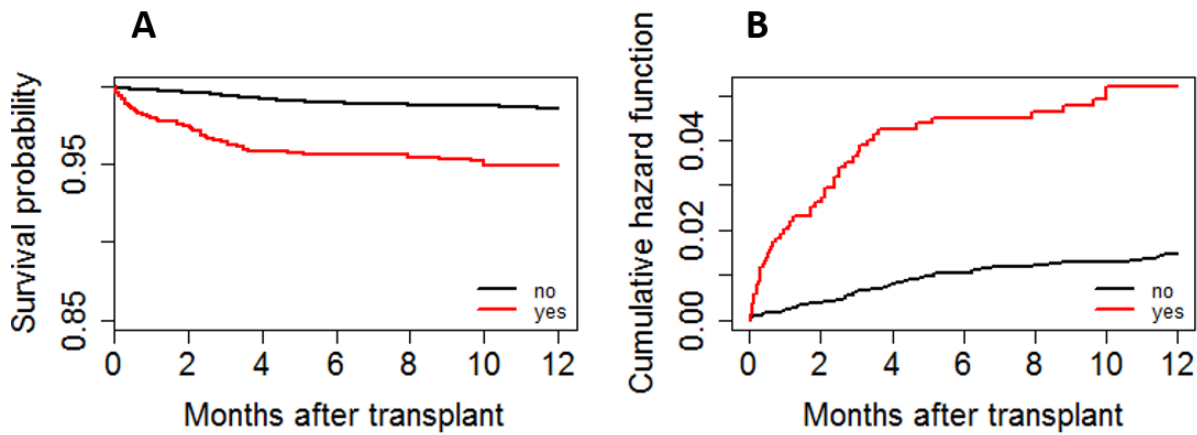 A
Survival probability
0.95
0.85
no
yes
0 2 4 6 8 10 12
Months after transplant
B
Cumulative hazard function
0.04
0.02
0.00
no
yes
0 2 4 6 8 10 12
Months after transplant